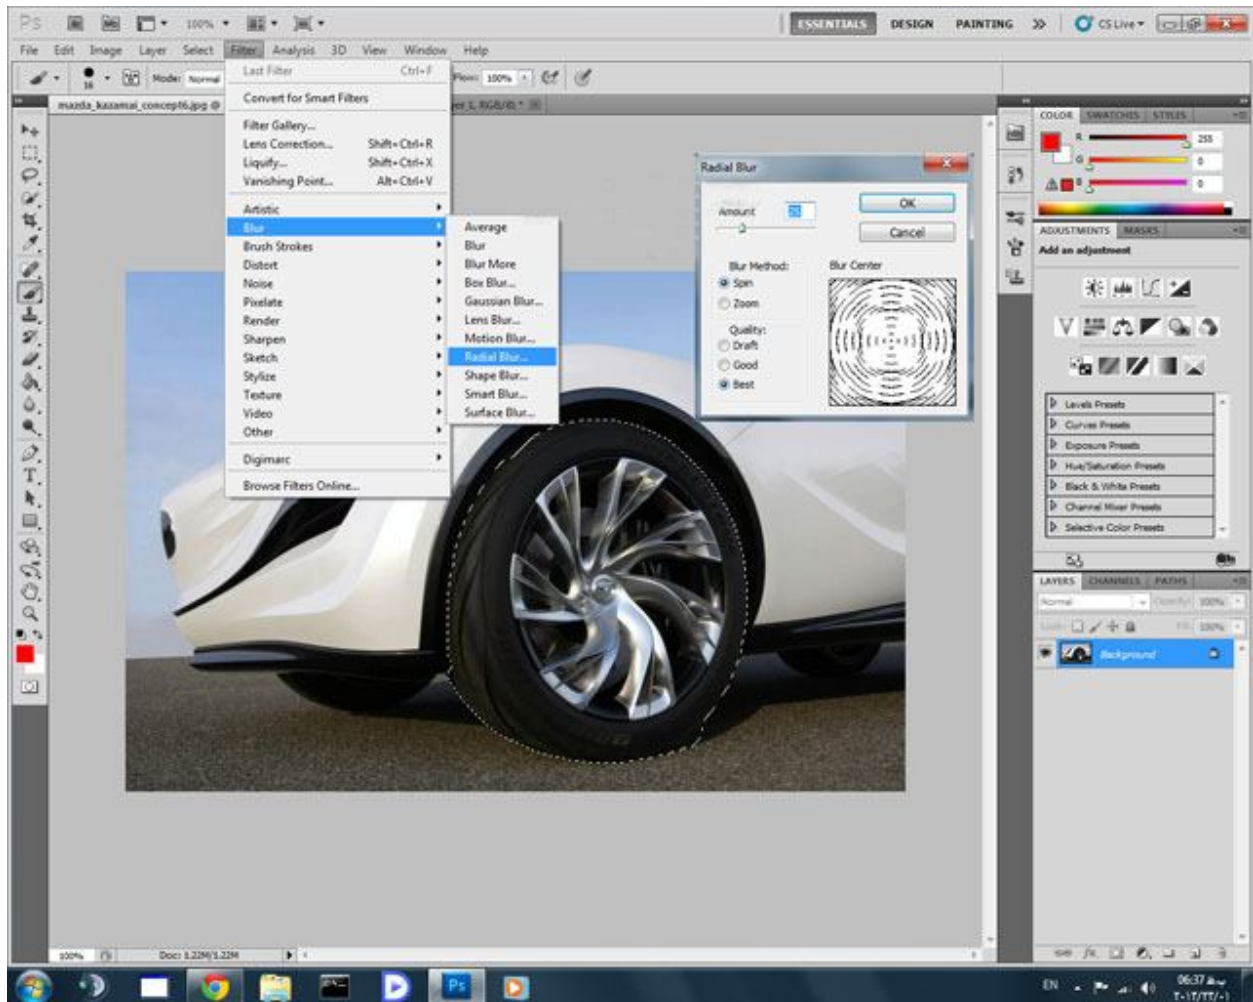 Ps 100% ESSENTIALS DESIGN PAINTING CS Live
File Edit Image Layer Select Filter Analysis 3D View Window Help
16 Mode: Normal Flow: 100%
mazda_kazamai_concept6.jpg @
Last Filter Ctrl+F
Convert for Smart Filters
Filter Gallery...
Lens Correction... Shift+Ctrl+R
Liquify... Shift+Ctrl+X
Vanishing Point... Alt+Ctrl+V
Artistic
Blur
Brush Strokes
Distort
Noise
Pixelate
Render
Sharpen
Sketch
Stylize
Texture
Video
Other
Digimarc
Browse Filters Online...
Average
Blur
Blur More
Box Blur...
Gaussian Blur...
Lens Blur...
Motion Blur...
Radial Blur...
Shape Blur...
Smart Blur...
Surface Blur...
Radial Blur
Amount
OK
Cancel
Blur Method:
Spin
Zoom
Quality:
Draft
Good
Best
Blur Center
COLOR SWATCHES STYLES
R 255
G 0
B 0
ADJUSTMENTS MASKS
Add an adjustment
Levels Presets
Curves Presets
Exposure Presets
Hue/Saturation Presets
Black & White Presets
Channel Mixer Presets
Selective Color Presets
LAYERS CHANNELS PATHS
Normal Opacity: 100%
Lock: Fill: 100%
Background
100% Doc: 1.22M/1.22M
Ps
EN 06:37